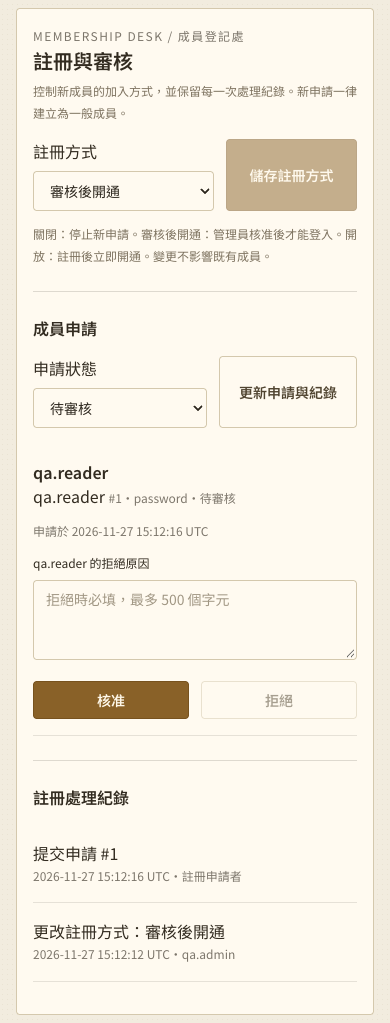 MEMBERSHIP DESK / 成員登記處
註冊與審核
控制新成員的加入方式，並保留每一次處理紀錄。新申請一律
建立為一般成員。
註冊方式
審核後開通
儲存註冊方式
關閉：停止新申請。審核後開通：管理員核准後才能登入。開
放：註冊後立即開通。變更不影響既有成員。
成員申請
申請狀態
待審核
更新申請與紀錄
qa.reader
qa.reader #1・password・待審核
申請於 2026-11-27 15:12:16 UTC
qa.reader 的拒絕原因
拒絕時必填，最多 500 個字元
核准
拒絕
註冊處理紀錄
提交申請 #1
2026-11-27 15:12:16 UTC・註冊申請者
更改註冊方式：審核後開通
2026-11-27 15:12:12 UTC・qa.admin